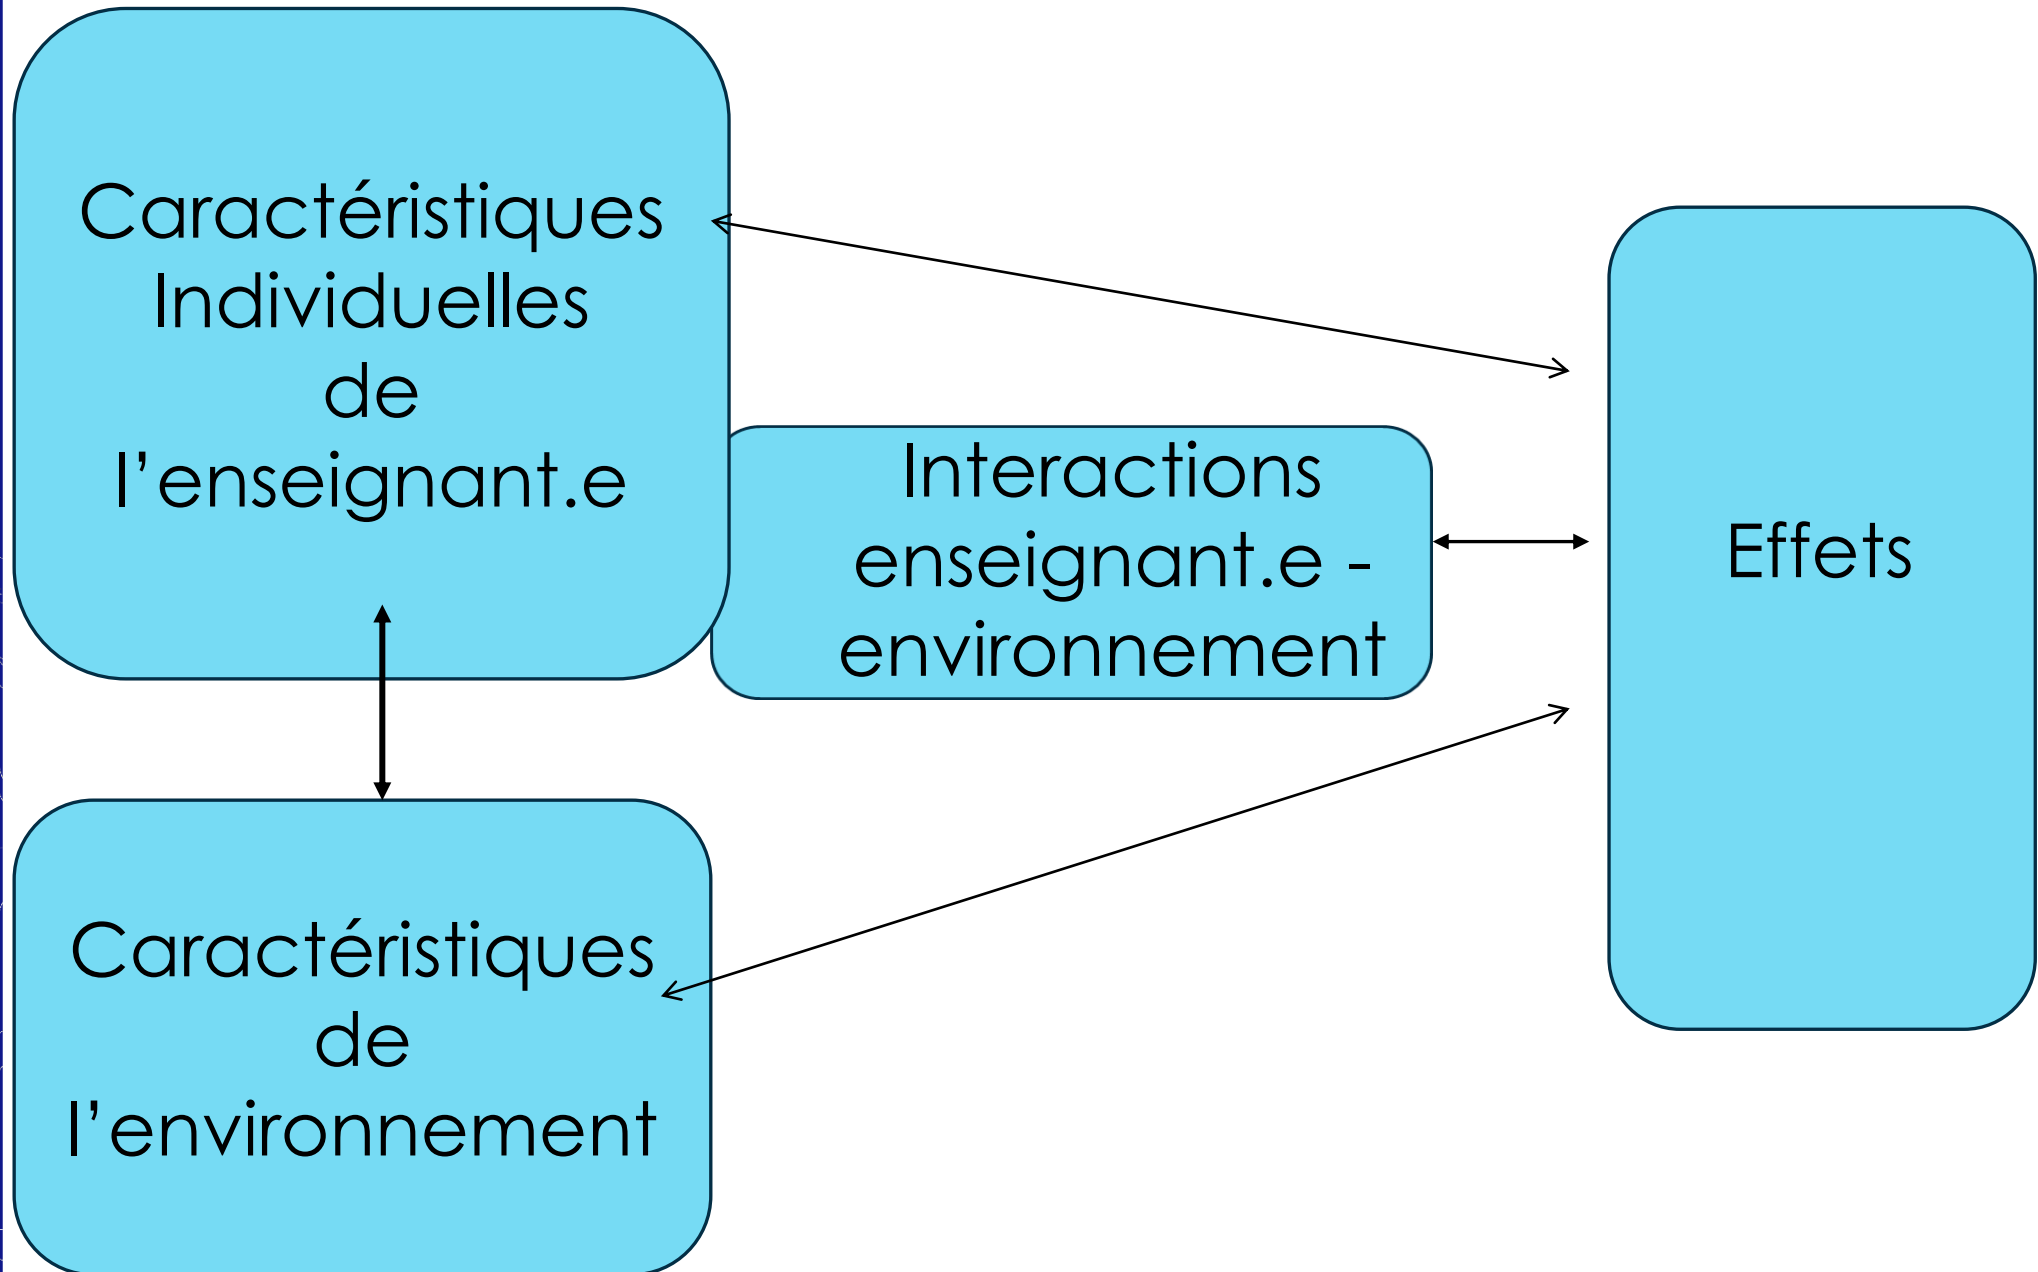 Caractéristiques
Individuelles
de
l’enseignant.e
Interactions
enseignant.e -
environnement
Effets
Caractéristiques
de
l’environnement